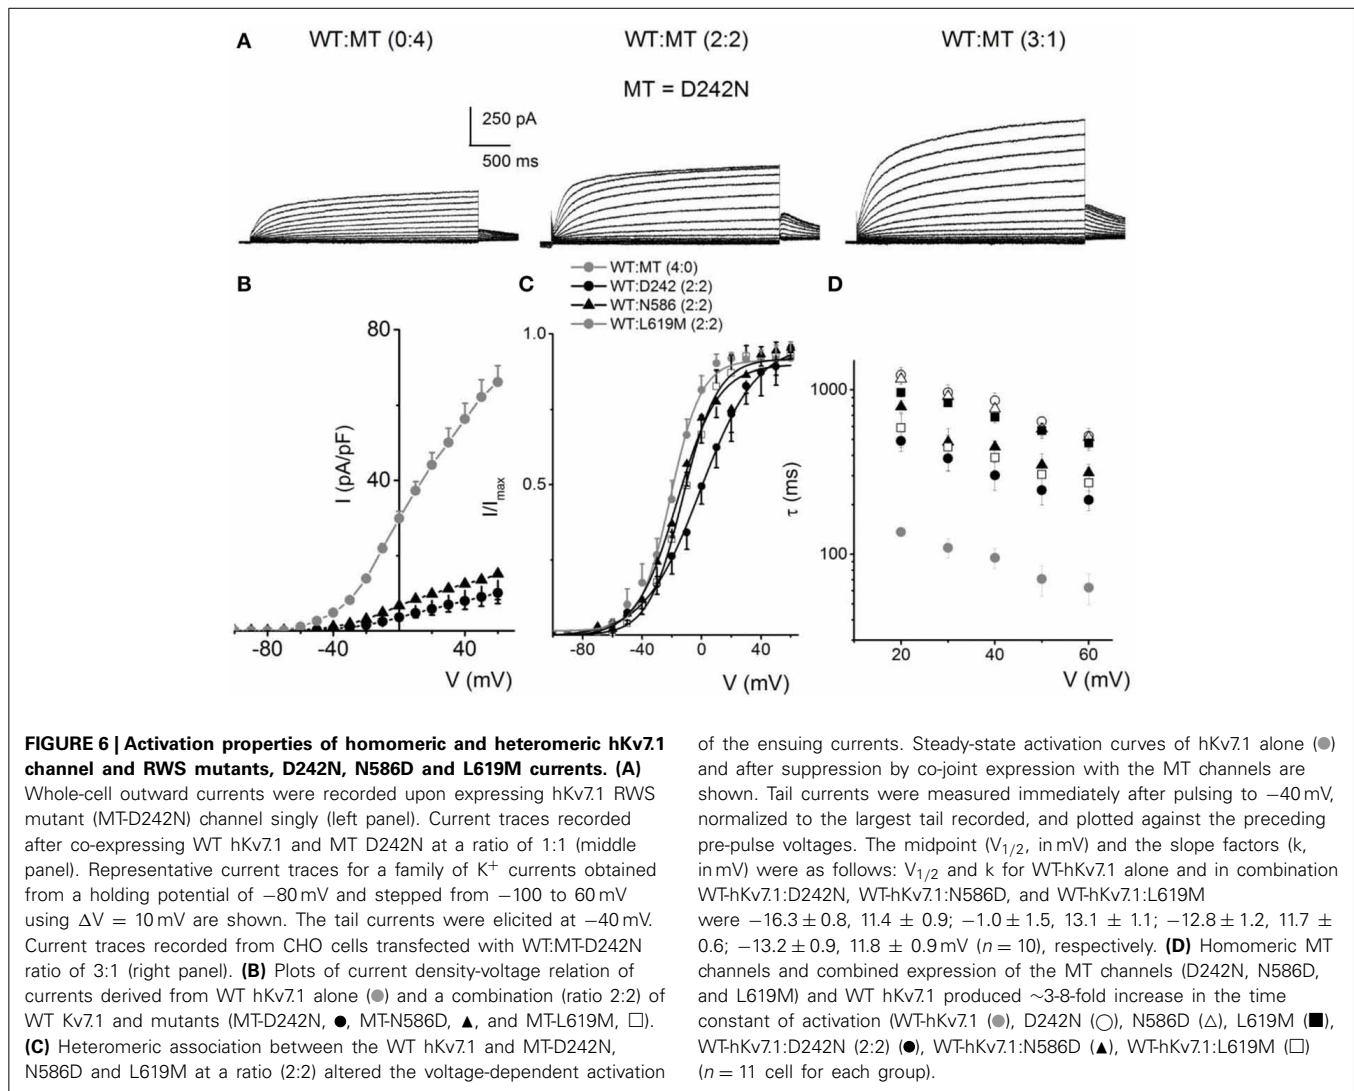 A
WT:MT (0:4)
WT:MT (2:2)
WT:MT (3:1)
MT = D242N
250 pA
500 ms
B
C
D
WT:MT (4:0)
WT:D242 (2:2)
WT:N586 (2:2)
WT:L619M (2:2)
80
40
I (pA/pF)
-80
-40
40
V (mV)
1.0
0.5
I/Imax
-80
-40
0
40
V (mV)
1000
100
τ (ms)
20
40
60
V (mV)
FIGURE 6 | Activation properties of homomeric and heteromeric hKv7.1
channel and RWS mutants, D242N, N586D and L619M currents. (A)
Whole-cell outward currents were recorded upon expressing hKv7.1 RWS
mutant (MT-D242N) channel singly (left panel). Current traces recorded
after co-expressing WT hKv7.1 and MT D242N at a ratio of 1:1 (middle
panel). Representative current traces for a family of K+ currents obtained
from a holding potential of −80 mV and stepped from −100 to 60 mV
using ΔV = 10 mV are shown. The tail currents were elicited at −40 mV.
Current traces recorded from CHO cells transfected with WT:MT-D242N
ratio of 3:1 (right panel). (B) Plots of current density-voltage relation of
currents derived from WT hKv7.1 alone (●) and a combination (ratio 2:2) of
WT Kv7.1 and mutants (MT-D242N, ●, MT-N586D, ▲, and MT-L619M, □).
(C) Heteromeric association between the WT hKv7.1 and MT-D242N,
N586D and L619M at a ratio (2:2) altered the voltage-dependent activation
of the ensuing currents. Steady-state activation curves of hKv7.1 alone (●)
and after suppression by co-joint expression with the MT channels are
shown. Tail currents were measured immediately after pulsing to −40 mV,
normalized to the largest tail recorded, and plotted against the preceding
pre-pulse voltages. The midpoint (V1/2, in mV) and the slope factors (k,
in mV) were as follows: V1/2 and k for WT-hKv7.1 alone and in combination
WT-hKv7.1:D242N, WT-hKv7.1:N586D, and WT-hKv7.1:L619M
were −16.3 ± 0.8, 11.4 ± 0.9; −1.0 ± 1.5, 13.1 ± 1.1; −12.8 ± 1.2, 11.7 ±
0.6; −13.2 ± 0.9, 11.8 ± 0.9 mV (n = 10), respectively. (D) Homomeric MT
channels and combined expression of the MT channels (D242N, N586D,
and L619M) and WT hKv7.1 produced ~3-8-fold increase in the time
constant of activation (WT-hKv7.1 (●), D242N (○), N586D (△), L619M (■),
WT-hKv7.1:D242N (2:2) (●), WT-hKv7.1:N586D (▲), WT-hKv7.1:L619M (□)
(n = 11 cell for each group).